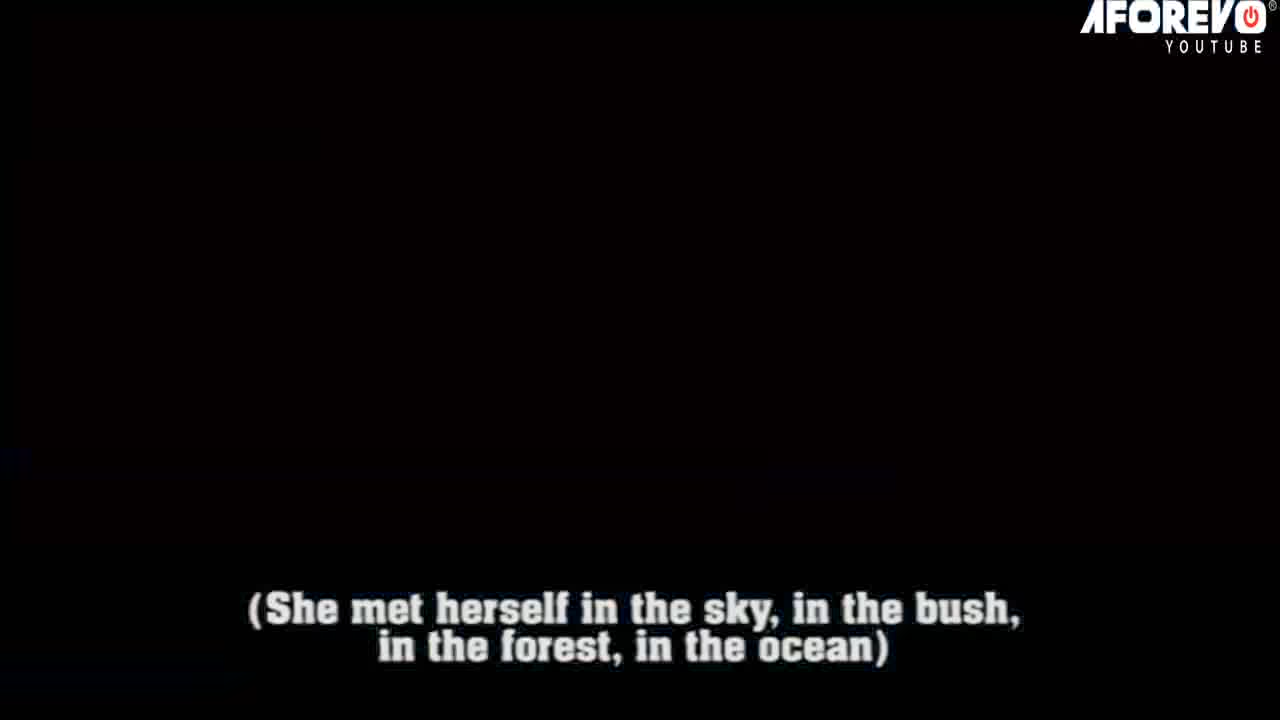 AFOREVO®
YOUTUBE
(She met herself in the sky, in the bush,
in the forest, in the ocean)